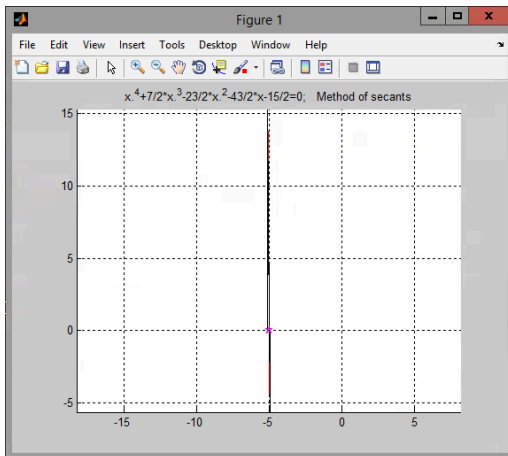 Figure 1
File Edit View Insert Tools Desktop Window Help
x.^4+7/2*x.^3-23/2*x.^2-43/2*x-15/2=0; Method of secants
15
10
5
0
-5
-15 -10 -5 0 5